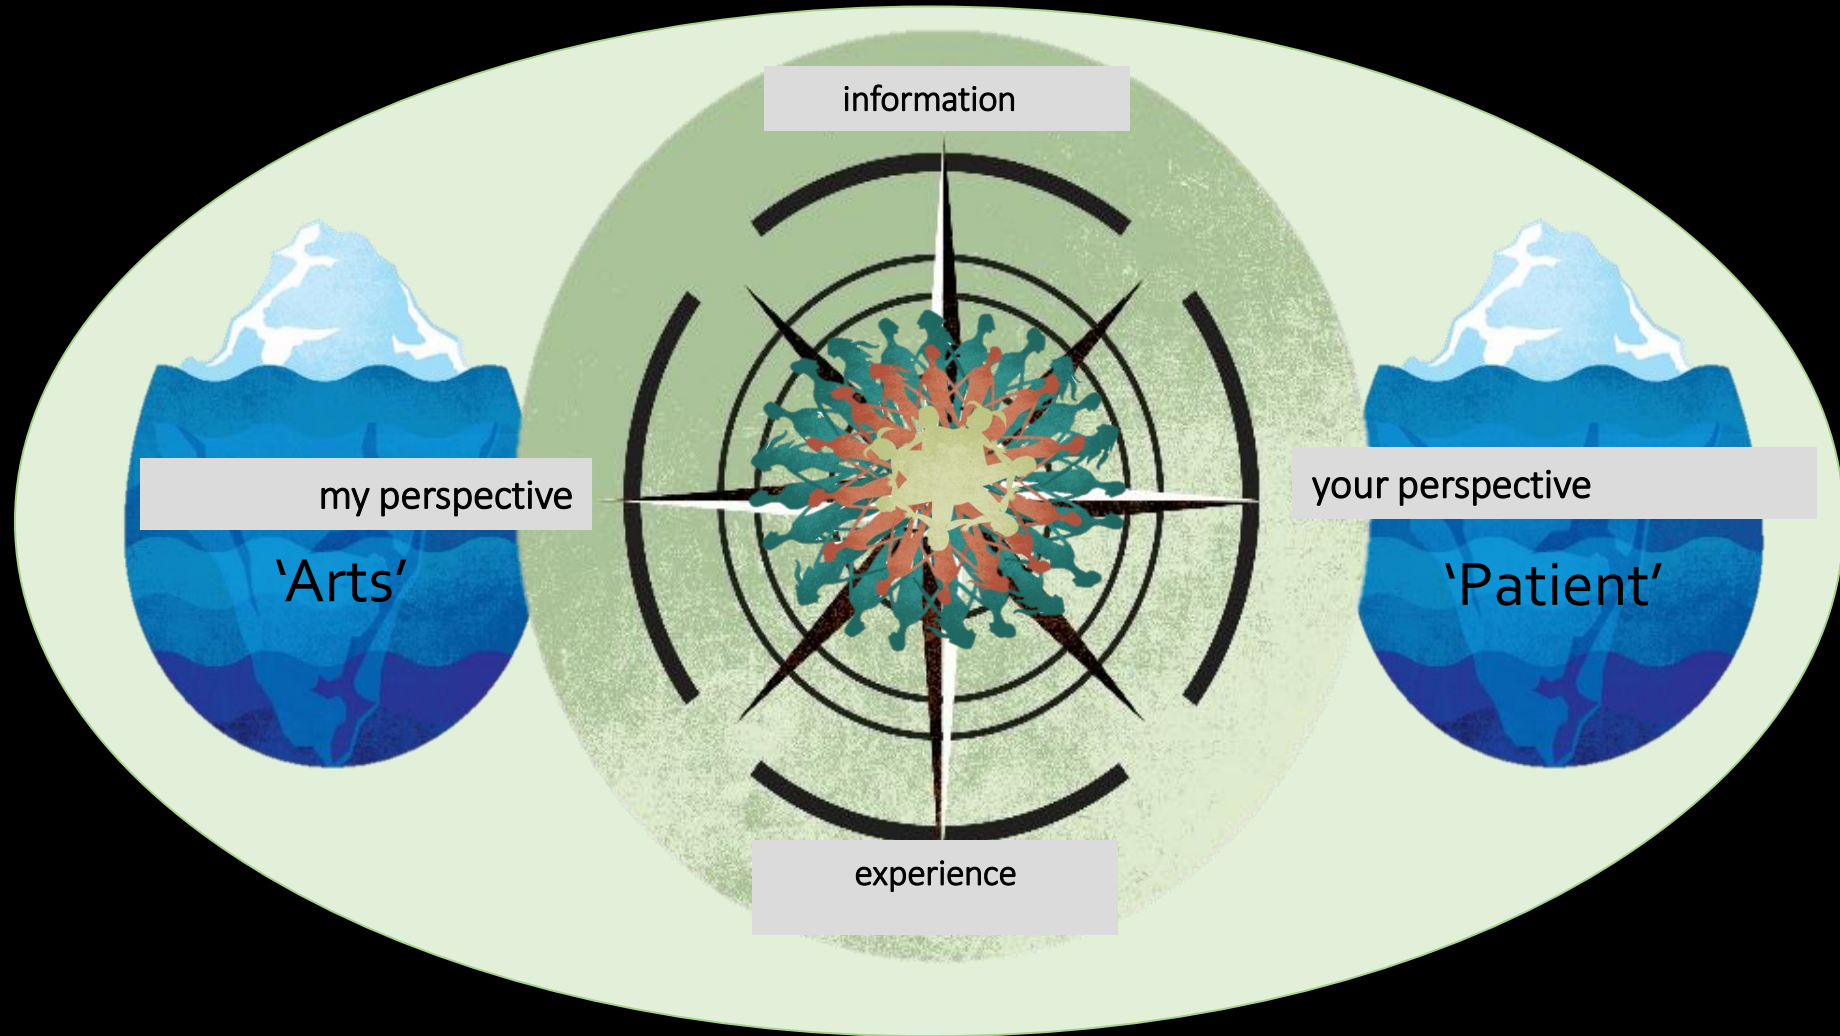 information
my perspective
your perspective
‘Arts’
‘Patient’
experience